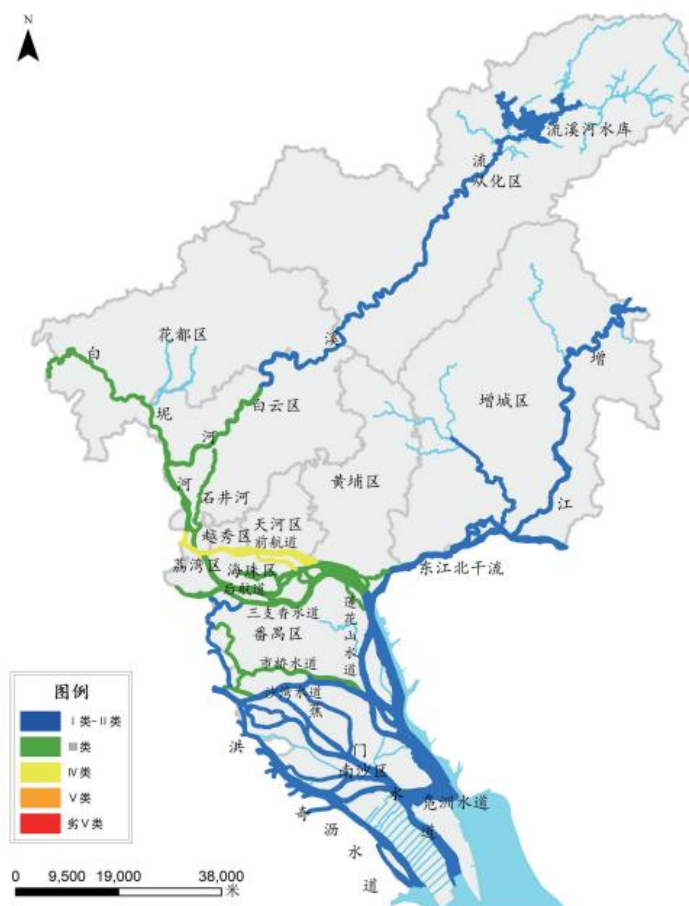 N
流溪河水库
流
从化区
溪
花都区
白
增
坭
白云区
增城区
河
河
石井河
黄埔区
江
天河区
越秀区
前航道
荔湾区
海珠区
东江北干流
后航道
三支香水道
莲花山水道
番禺区
市桥水道
沙湾水道
蕉
图例
Ⅰ类-Ⅱ类
Ⅲ类
Ⅳ类
Ⅴ类
劣Ⅴ类
洪
门
南沙区
水
凫洲水道
奇
沥
道
水
道
0 9,500 19,000 38,000
米